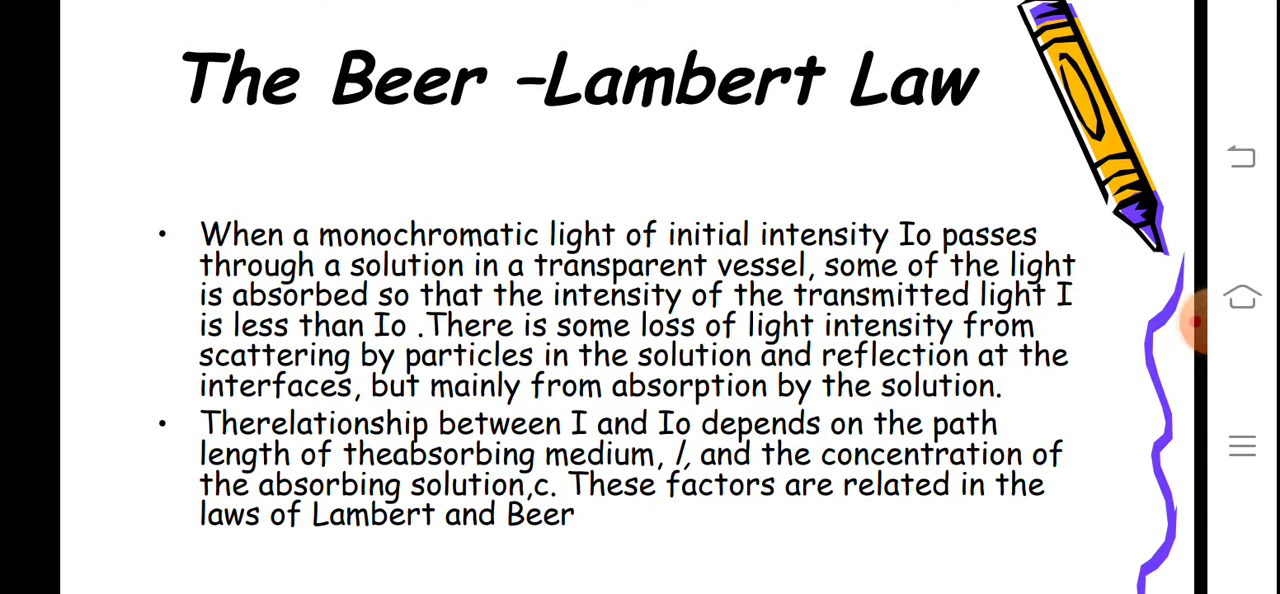 The Beer –Lambert Law
• When a monochromatic light of initial intensity Io passes
through a solution in a transparent vessel, some of the light
is absorbed so that the intensity of the transmitted light I
is less than Io .There is some loss of light intensity from
scattering by particles in the solution and reflection at the
interfaces, but mainly from absorption by the solution.
• Therelationship between I and Io depends on the path
length of theabsorbing medium, l, and the concentration of
the absorbing solution,c. These factors are related in the
laws of Lambert and Beer